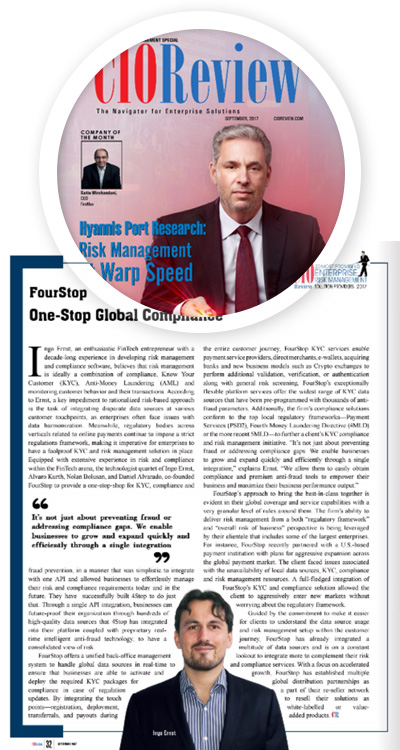 MANAGEMENT SPECIAL
CIOReview
The Navigator for Enterprise Solutions
SEPTEMBER, 2017
CIOREVIEW.COM
COMPANY OF
THE MONTH
CEO
Hyannis Port Research:
Risk Management
Warp Speed
ENTERPRISE
RISK MANAGEMENT
SOLUTION PROVIDERS 2017
FourStop
One-Stop Global Compliance
Ingo Ernst, an enthusiastic FinTech entrepreneur with a
decade-long experience in developing risk management
and compliance software, believes that risk management
is ideally a combination of compliance, Know Your
Customer (KYC), Anti-Money Laundering (AML) and
monitoring customer behavior and their transactions. According
to Ernst, a key impediment to rationalised risk-based approach
is the task of integrating disparate data sources at various
customer touchpoints, as enterprises often face issues with
data harmonization. Meanwhile, regulatory bodies across
verticals related to online payments continue to impose a strict
regulations framework, making it imperative for enterprises to
have a foolproof KYC and risk management solution in place.
Equipped with extensive experience in risk and compliance
within the FinTech arena, the technologist quartet of Ingo Ernst,
Alvaro Kurth, Nolan Dolezan, and Daniel Alvarado, co-founded
FourStop to provide a one-stop-shop for KYC, compliance and
It's not just about preventing fraud or
addressing compliance gaps. We enable
businesses to grow and expand quickly and
efficiently through a single integration
fraud prevention, in a manner that was simplistic to integrate
with one API and allowed businesses to effortlessly manage
their risk and compliance requirements today and in the
future. They have successfully built 4Stop to do just
that. Through a single API integration, businesses can
future-proof their organisation through hundreds of
high-quality data sources that 4Stop has integrated
into their platform coupled with proprietary real-
time intelligent anti-fraud technology, to have a
consolidated view of risk
FourStop offers a unified back-office management
system to handle global data sources in real-time to
ensure that businesses are able to activate and
deploy the required KYC packages for
compliance in case of regulation
updates. By integrating the touch
points—registration, deployment,
transferrals, and payouts during
the entire customer journey, FourStop KYC services enable
payment service providers, direct merchants, e-wallets, acquiring
banks and new business models such as Crypto exchanges to
perform additional validation, verification, or authentication
along with general risk screening. FourStop's exceptionally
flexible platform services offer the widest range of KYC data
sources that have been pre-programmed with thousands of anti-
fraud parameters. Additionally, the firm's compliance solutions
conform to the top local regulatory frameworks—Payment
Services (PSD2), Fourth Money Laundering Directive (4MLD)
or the more recent (5MLD)—to further a client's KYC compliance
and risk management initiative. "It's not just about preventing
fraud or addressing compliance gaps. We enable businesses
to grow and expand quickly and efficiently through a single
integration," explains Ernst. "We allow them to easily obtain
compliance and premium anti-fraud tools to empower their
business and maximize their business performance output."
FourStop's approach to bring the best-in-class together is
evident in their global coverage and service capabilities with a
very granular level of rules around them. The firm's ability to
deliver risk management from a both "regulatory framework"
and "overall risk of business" perspective is being leveraged
by their clientele that includes some of the largest enterprises.
For instance, FourStop recently partnered with a U.S.-based
payment institution with plans for aggressive expansion across
the global payment market. The client faced issues associated
with the unavailability of local data sources, KYC, compliance
and risk management resources. A full-fledged integration of
FourStop's KYC and compliance solution allowed the
client to aggressively enter new markets without
worrying about the regulatory framework.
Guided by the commitment to make it easier
for clients to understand the data source usage
and risk management setup within the customer
journey, FourStop has already integrated a
multitude of data sources and is on a constant
lookout to integrate more to complement their risk
and compliance services. With a focus on accelerated
growth, FourStop has established multiple
global distribution partnerships as
a part of their re-seller network
to resell their solutions as
white-labelled or value-
added products
Ingo Ernst
32
SEPTEMBER 2017